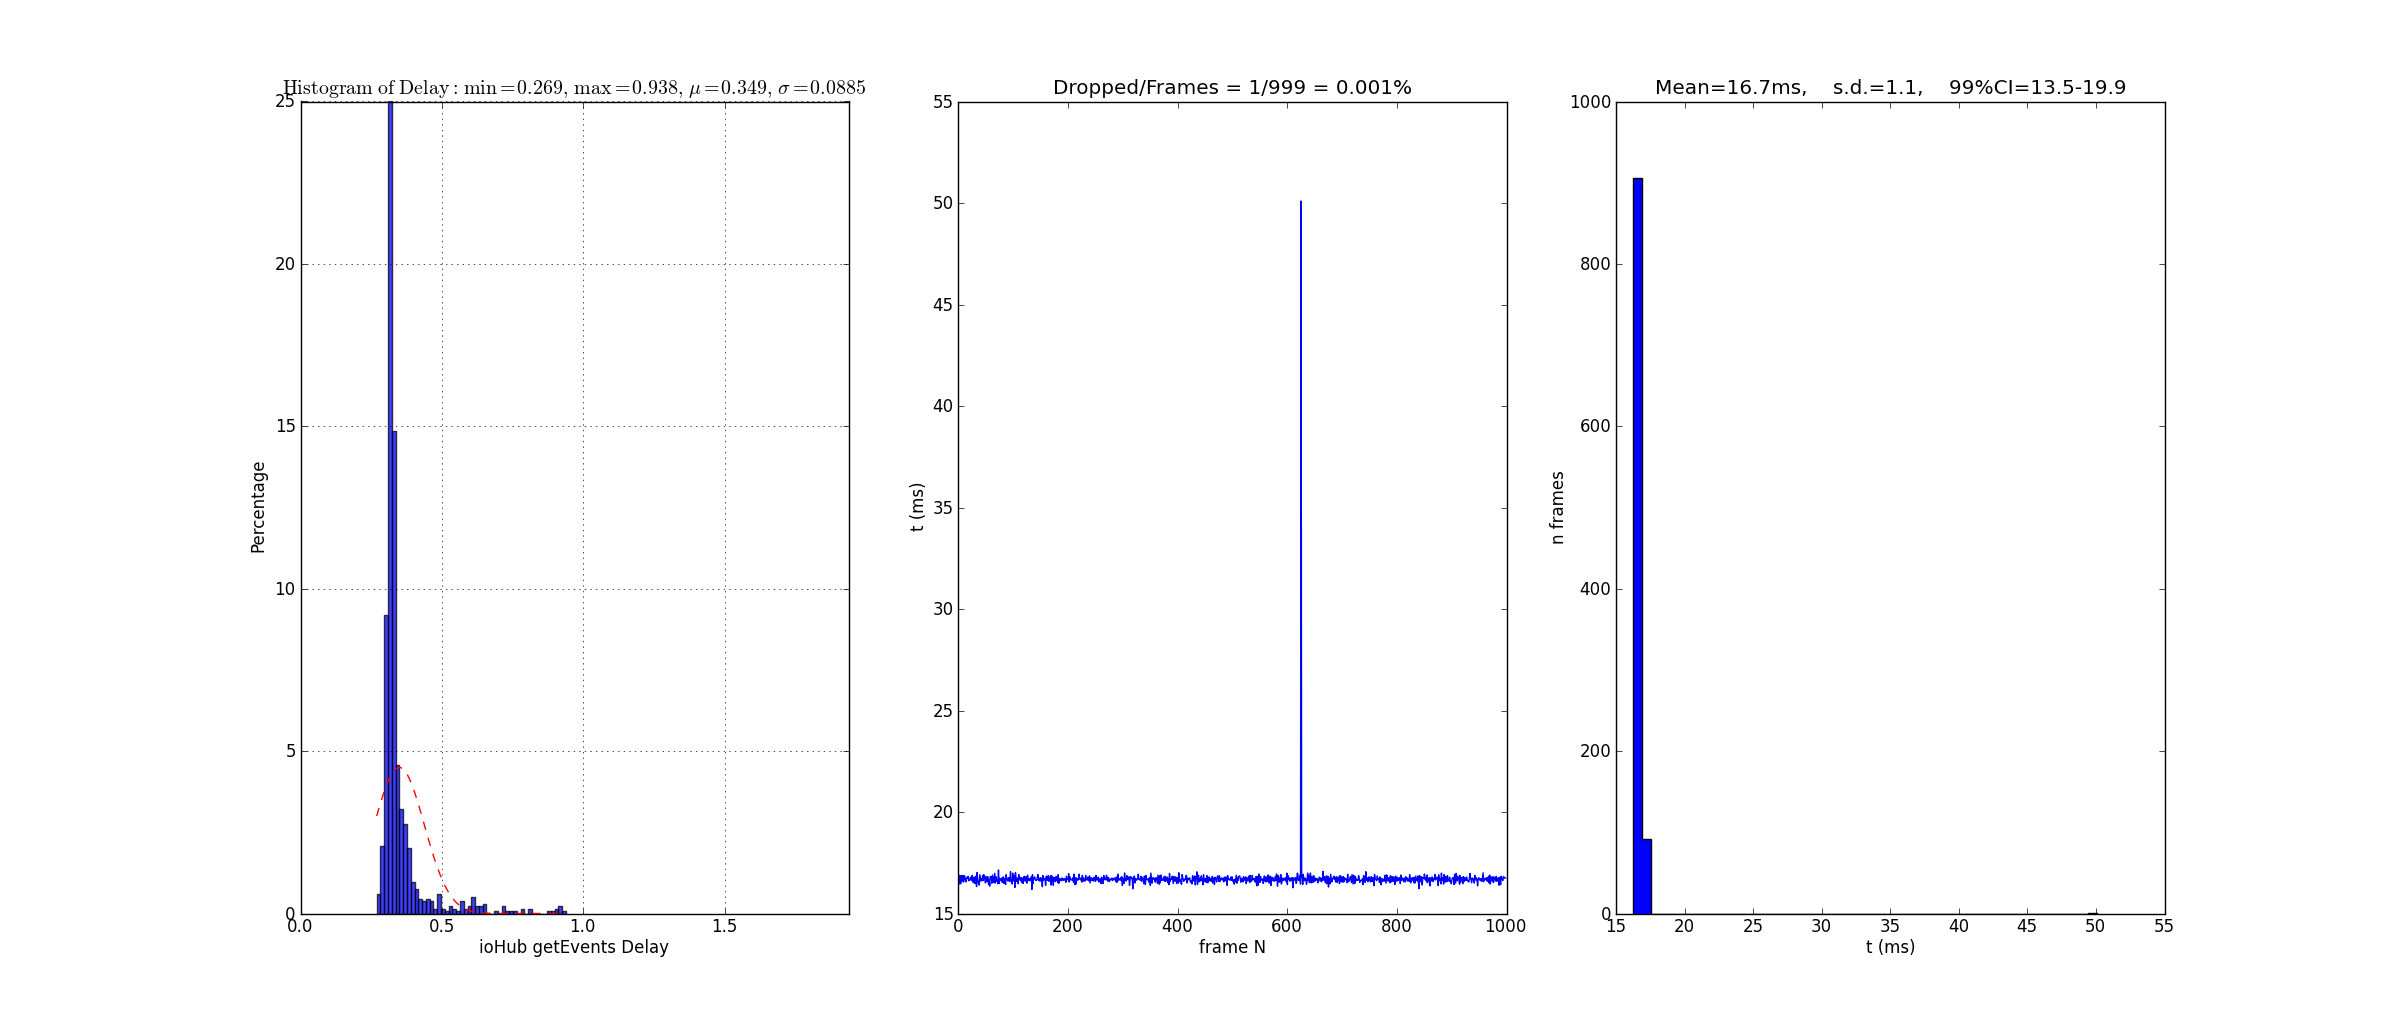 Histogram of Delay : min = 0.269, max = 0.938, μ = 0.349, σ = 0.0885
25
20
15
10
5
0
Percentage
0.0 0.5 1.0 1.5
ioHub getEvents Delay
Dropped/Frames = 1/999 = 0.001%
55
50
45
40
35
30
25
20
15
t (ms)
0 200 400 600 800 1000
frame N
Mean=16.7ms, s.d.=1.1, 99%CI=13.5-19.9
1000
800
600
400
200
0
n frames
15 20 25 30 35 40 45 50 55
t (ms)